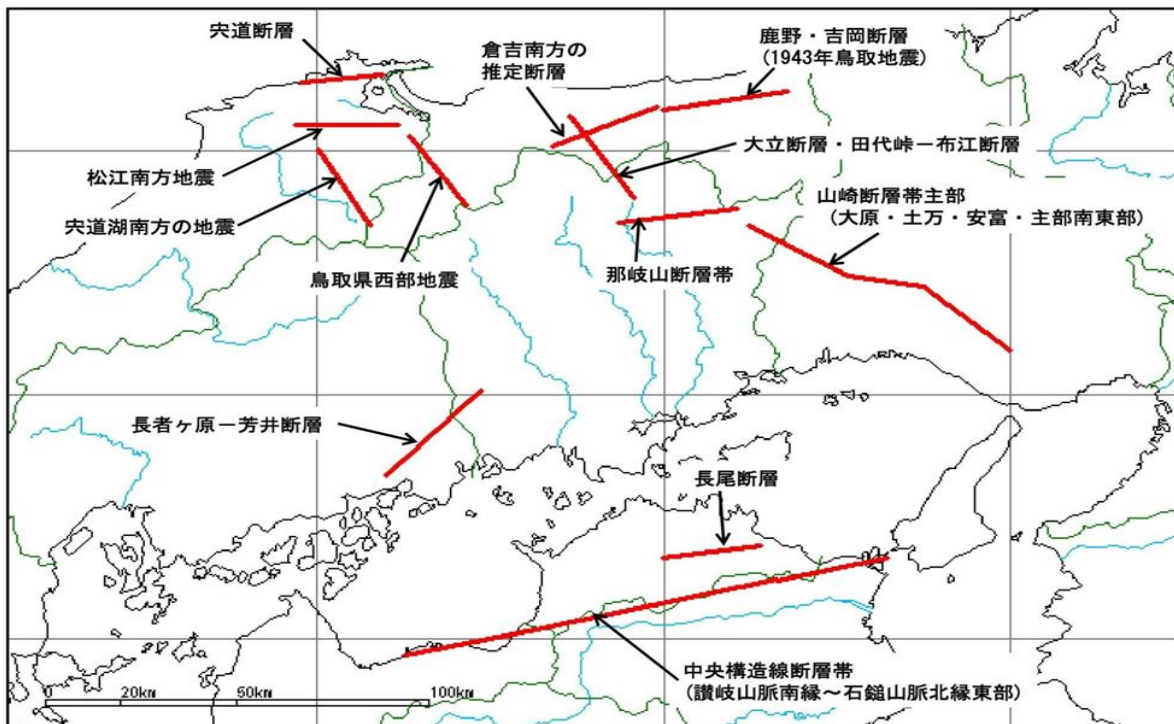 宍道断層
倉吉南方の
推定断層
鹿野・吉岡断層
(1943年鳥取地震)
大立断層・田代峠ー布江断層
松江南方地震
宍道湖南方の地震
鳥取県西部地震
那岐山断層帯
山崎断層帯主部
(大原・土万・安富・主部南東部)
長者ヶ原ー芳井断層
長尾断層
中央構造線断層帯
(讃岐山脈南縁～石鎚山脈北縁東部)
0 20km 50km 100km